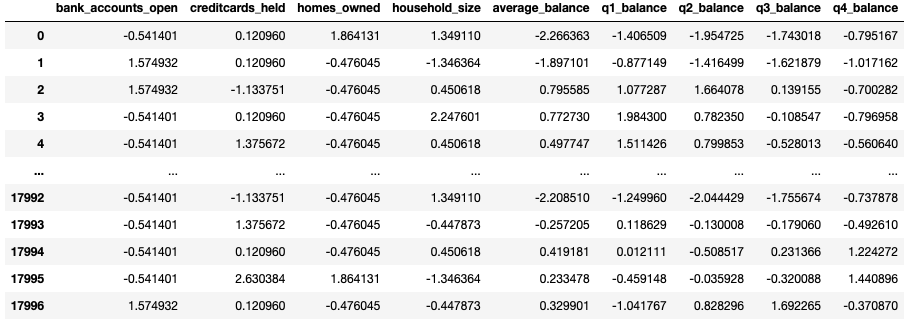 bank_accounts_open creditcards_held homes_owned household_size average_balance q1_balance q2_balance q3_balance q4_balance
0 -0.541401 0.120960 1.864131 1.349110 -2.266363 -1.406509 -1.954725 -1.743018 -0.795167
1 1.574932 0.120960 -0.476045 -1.346364 -1.897101 -0.877149 -1.416499 -1.621879 -1.017162
2 1.574932 -1.133751 -0.476045 0.450618 0.795585 1.077287 1.664078 0.139155 -0.700282
3 -0.541401 0.120960 -0.476045 2.247601 0.772730 1.984300 0.782350 -0.108547 -0.796958
4 -0.541401 1.375672 -0.476045 0.450618 0.497747 1.511426 0.799853 -0.528013 -0.560640
... ... ... ... ... ... ... ... ... ...
17992 -0.541401 -1.133751 -0.476045 1.349110 -2.208510 -1.249960 -2.044429 -1.755674 -0.737878
17993 -0.541401 1.375672 -0.476045 -0.447873 -0.257205 0.118629 -0.130008 -0.179060 -0.492610
17994 -0.541401 0.120960 -0.476045 0.450618 0.419181 0.012111 -0.508517 0.231366 1.224272
17995 -0.541401 2.630384 1.864131 -1.346364 0.233478 -0.459148 -0.035928 -0.320088 1.440896
17996 1.574932 0.120960 -0.476045 -0.447873 0.329901 -1.041767 0.828296 1.692265 -0.370870